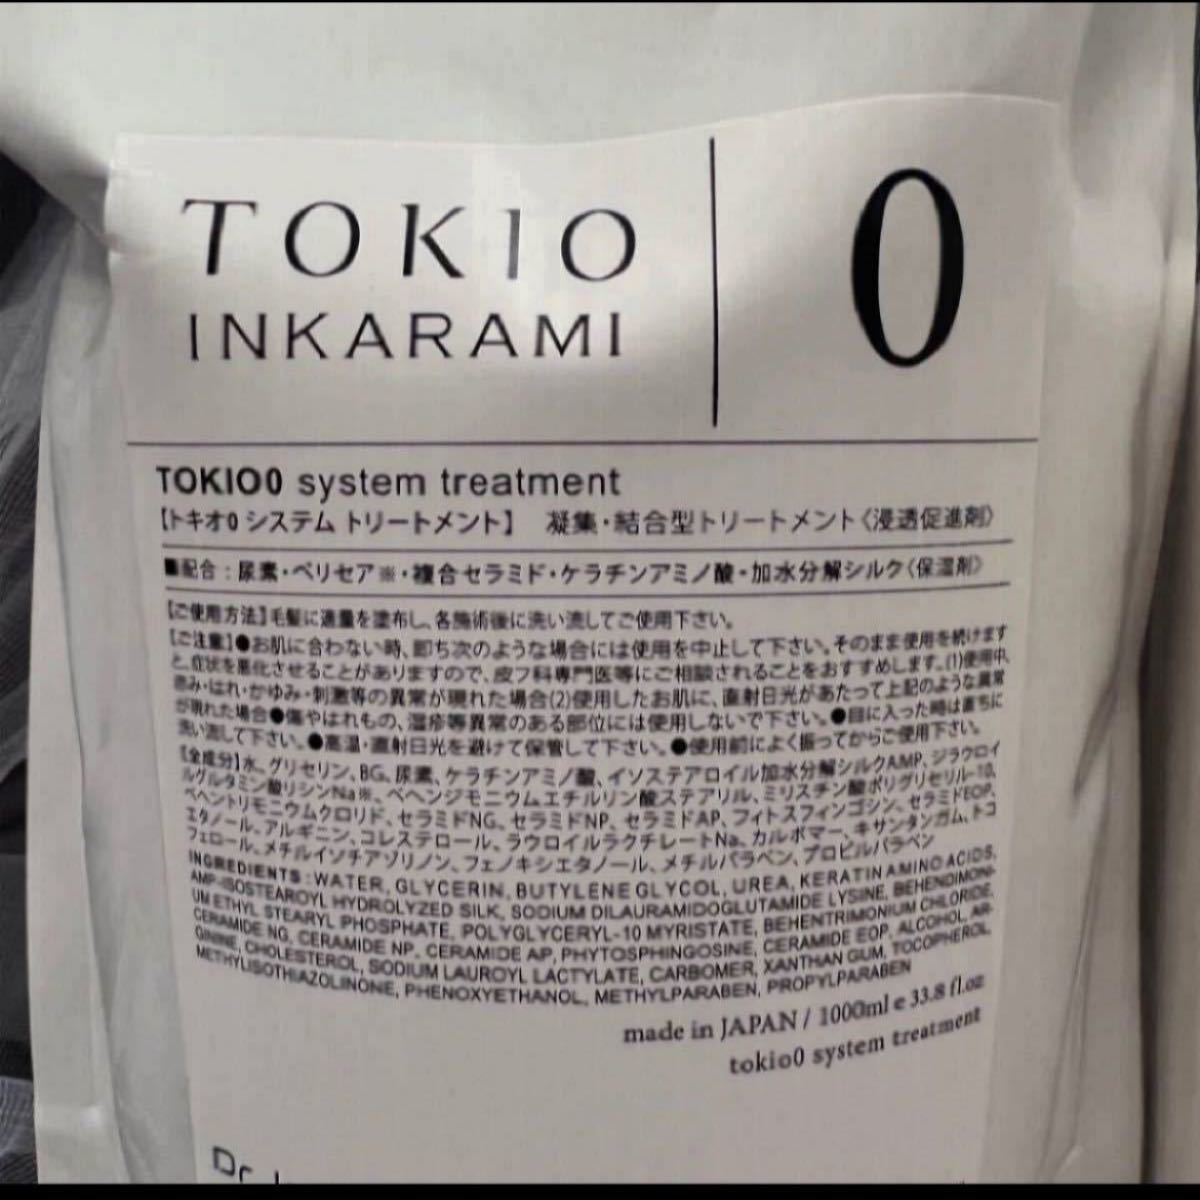 TOKIO
INKARAMI
0
TOKIO0 system treatment
【トキオ0 システム トリートメント】 凝集・結合型トリートメント〈浸透促進剤〉
■配合:尿素・ペリセア※・複合セラミド・ケラチンアミノ酸・加水分解シルク〈保湿剤〉
【ご使用方法】毛髪に適量を塗布し、各施術後に洗い流してご使用下さい。
【ご注意】●お肌に合わない時、即ち次のような場合には使用を中止して下さい。そのまま使用を続けます
と、症状を悪化させることがありますので、皮フ科専門医等にご相談されることをおすすめします。(1)使用中、
赤み・はれ・かゆみ・刺激等の異常が現れた場合(2)使用したお肌に、直射日光があたって上記のような異常
が現れた場合●傷やはれもの、湿疹等異常のある部位には使用しないで下さい。●目に入った時は直ちに
洗い流して下さい。●高温・直射日光を避けて保管して下さい。●使用前によく振ってからご使用下さい。
【全成分】水、グリセリン、BG、尿素、ケラチンアミノ酸、イソステアロイル加水分解シルクAMP、ジラウロイ
ルグルタミン酸リシンNa※、ベヘンジモニウムエチルリン酸ステアリル、ミリスチン酸ポリグリセリル-10、
ベヘントリモニウムクロリド、セラミドNG、セラミドNP、セラミドAP、フィトスフィンゴシン、セラミドEOP、
エタノール、アルギニン、コレステロール、ラウロイルラクチレートNa、カルボマー、キサンタンガム、トコ
フェロール、メチルイソチアゾリノン、フェノキシエタノール、メチルパラベン、プロピルパラベン
INGREDIENTS : WATER, GLYCERIN, BUTYLENE GLYCOL, UREA, KERATIN AMINO ACIDS,
AMP-ISOSTEAROYL HYDROLYZED SILK, SODIUM DILAURAMIDOGLUTAMIDE LYSINE, BEHENDIMONI-
UM ETHYL STEARYL PHOSPHATE, POLYGLYCERYL-10 MYRISTATE, BEHENTRIMONIUM CHLORIDE,
CERAMIDE NG, CERAMIDE NP, CERAMIDE AP, PHYTOSPHINGOSINE, CERAMIDE EOP, ALCOHOL, AR-
GININE, CHOLESTEROL, SODIUM LAUROYL LACTYLATE, CARBOMER, XANTHAN GUM, TOCOPHEROL,
METHYLISOTHIAZOLINONE, PHENOXYETHANOL, METHYLPARABEN, PROPYLPARABEN
made in JAPAN / 1000ml e 33.8 fl.oz
tokio0 system treatment
Dr.